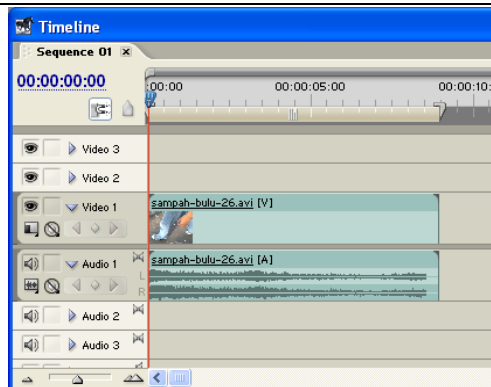 Timeline
Sequence 01
00:00:00:00
:00:00 00:00:05:00 00:00:10:
Video 3
Video 2
Video 1
sampah-bulu-26.avi [V]
Audio 1
sampah-bulu-26.avi [A]
L
R
Audio 2
Audio 3